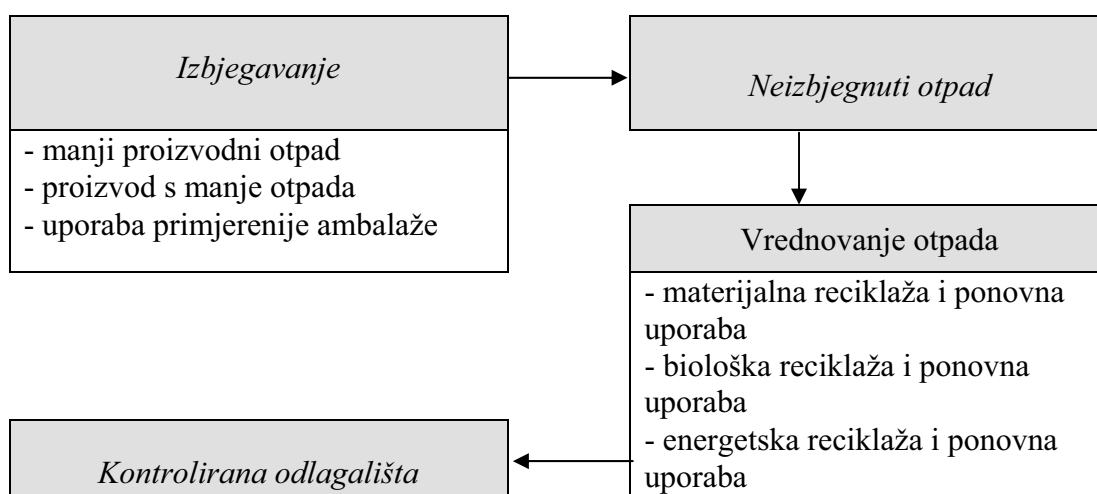 Izbjegavanje
- manji proizvodni otpad
- proizvod s manje otpada
- uporaba primjerenije ambalaže
Neizbjegnuti otpad
Vrednovanje otpada
- materijalna reciklaža i ponovna
uporaba
- biološka reciklaža i ponovna
uporaba
- energetska reciklaža i ponovna
uporaba
Kontrolirana odlagališta